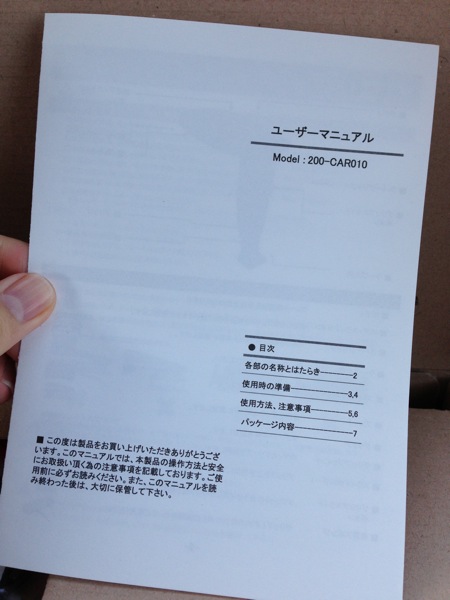 ユーザーマニュアル
Model : 200-CAR010
● 目次
各部の名称とはたらき--------2
使用時の準備--------------3,4
使用方法、注意事項---------5,6
パッケージ内容--------------7
■ この度は製品をお買い上げいただきありがとうござ
います。このマニュアルでは、本製品の操作方法と安全
にお取扱い頂く為の注意事項を記載しております。ご使
用前に必ずお読みください。また、このマニュアルを読
み終わった後は、大切に保管して下さい。